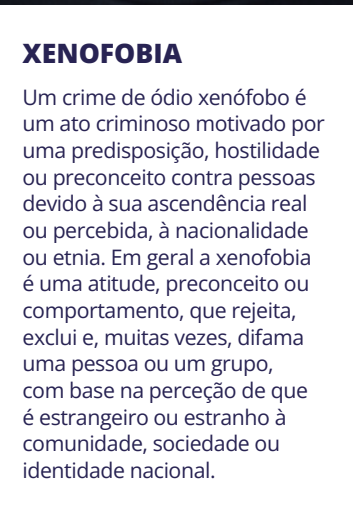 XENOFOBIA
Um crime de ódio xenófobo é
um ato criminoso motivado por
uma predisposição, hostilidade
ou preconceito contra pessoas
devido à sua ascendência real
ou percebida, à nacionalidade
ou etnia. Em geral a xenofobia
é uma atitude, preconceito ou
comportamento, que rejeita,
exclui e, muitas vezes, difama
uma pessoa ou um grupo,
com base na perceção de que
é estrangeiro ou estranho à
comunidade, sociedade ou
identidade nacional.